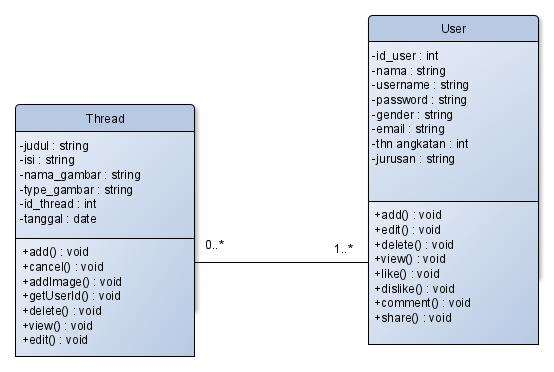 Thread
-judul : string
-isi : string
-nama_gambar : string
-type_gambar : string
-id_thread : int
-tanggal : date
+add() : void
+cancel() : void
+addImage() : void
+getUserId() : void
+delete() : void
+view() : void
+edit() : void
0..*
1..*
User
-id_user : int
-nama : string
-username : string
-password : string
-gender : string
-email : string
-thn angkatan : int
-jurusan : string
+add() : void
+edit() : void
+delete() : void
+view() : void
+like() : void
+dislike() : void
+comment() : void
+share() : void